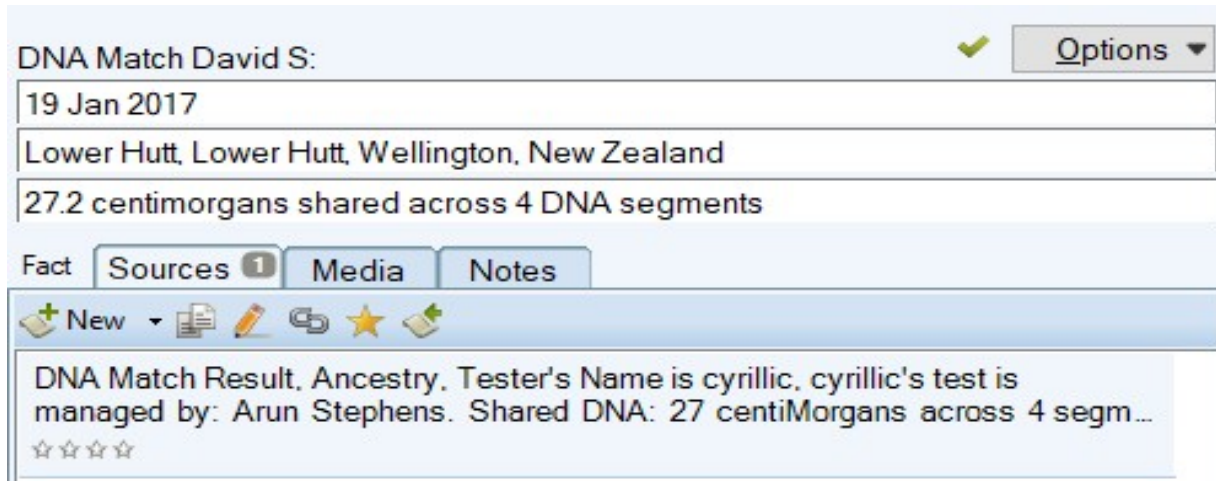 DNA Match David S:
Options
19 Jan 2017
Lower Hutt, Lower Hutt, Wellington, New Zealand
27.2 centimorgans shared across 4 DNA segments
Fact Sources 1 Media Notes
New
DNA Match Result, Ancestry, Tester's Name is cyrillic, cyrillic's test is
managed by: Arun Stephens. Shared DNA: 27 centiMorgans across 4 segm...